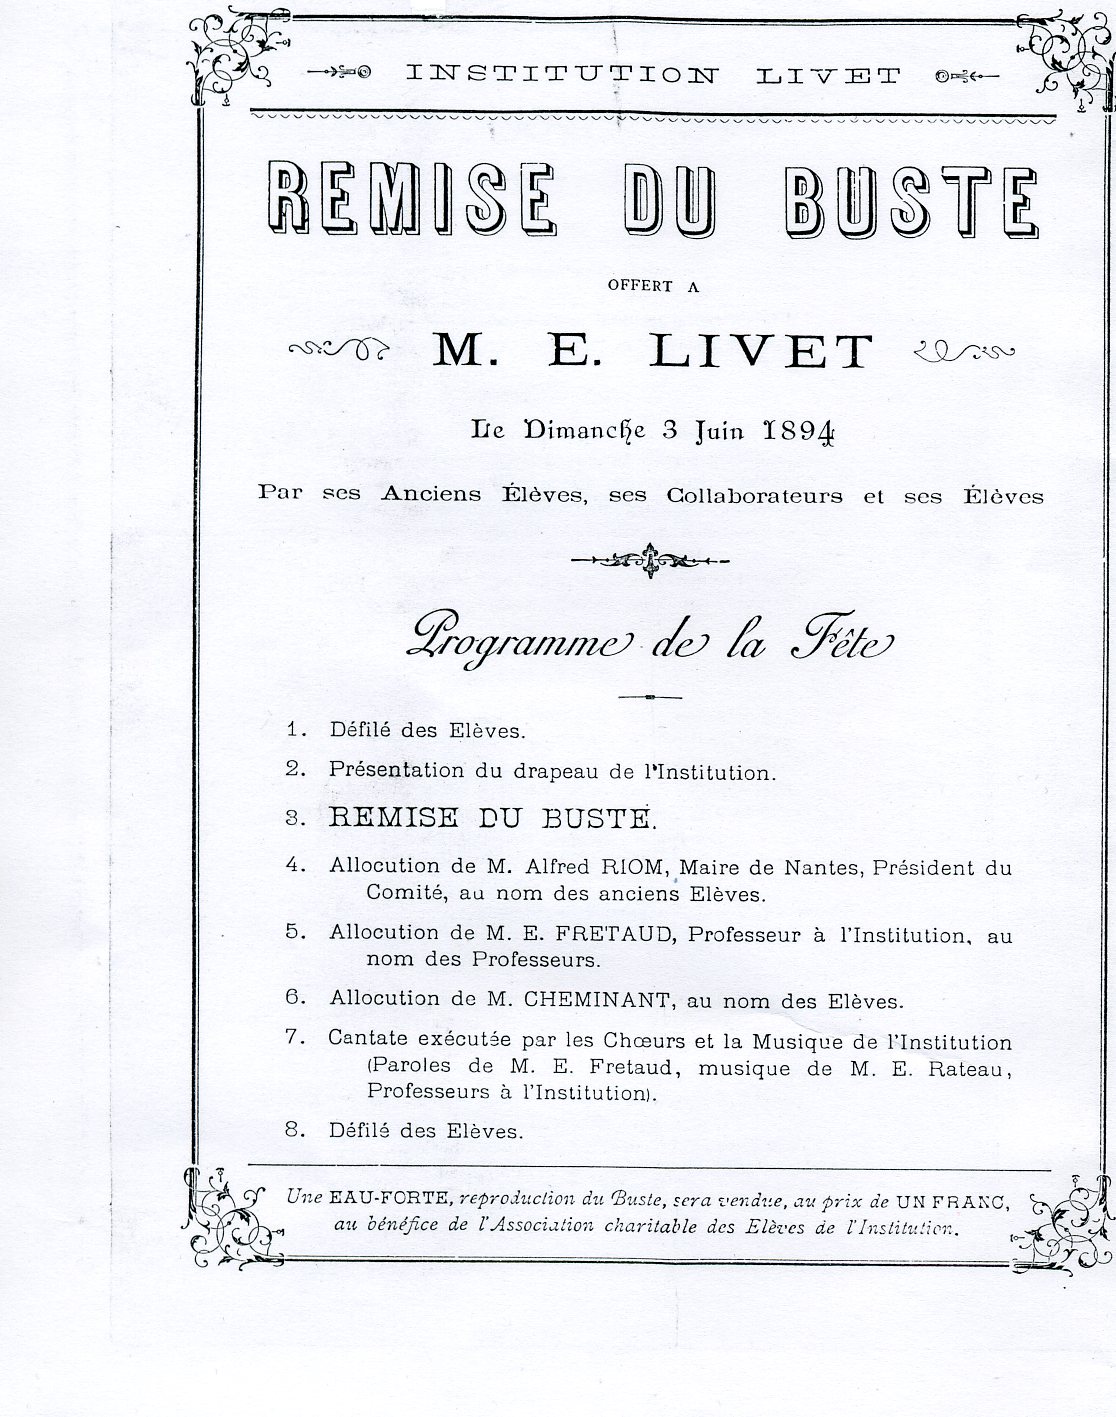 INSTITUTION LIVET
REMISE DU BUSTE
OFFERT A
M. E. LIVET
Le Dimanche 3 Juin 1894
Par ses Anciens Élèves, ses Collaborateurs et ses Élèves
Programme de la Fête
1. Défilé des Elèves.
2. Présentation du drapeau de l'Institution.
3. REMISE DU BUSTE.
4. Allocution de M. Alfred RIOM, Maire de Nantes, Président du
Comité, au nom des anciens Elèves.
5. Allocution de M. E. FRETAUD, Professeur à l'Institution, au
nom des Professeurs.
6. Allocution de M. CHEMINANT, au nom des Elèves.
7. Cantate exécutée par les Chœurs et la Musique de l'Institution
(Paroles de M. E. Fretaud, musique de M. E. Rateau,
Professeurs à l'Institution).
8. Défilé des Elèves.
Une EAU-FORTE, reproduction du Buste, sera vendue, au prix de UN FRANC,
au bénéfice de l'Association charitable des Elèves de l'Institution.